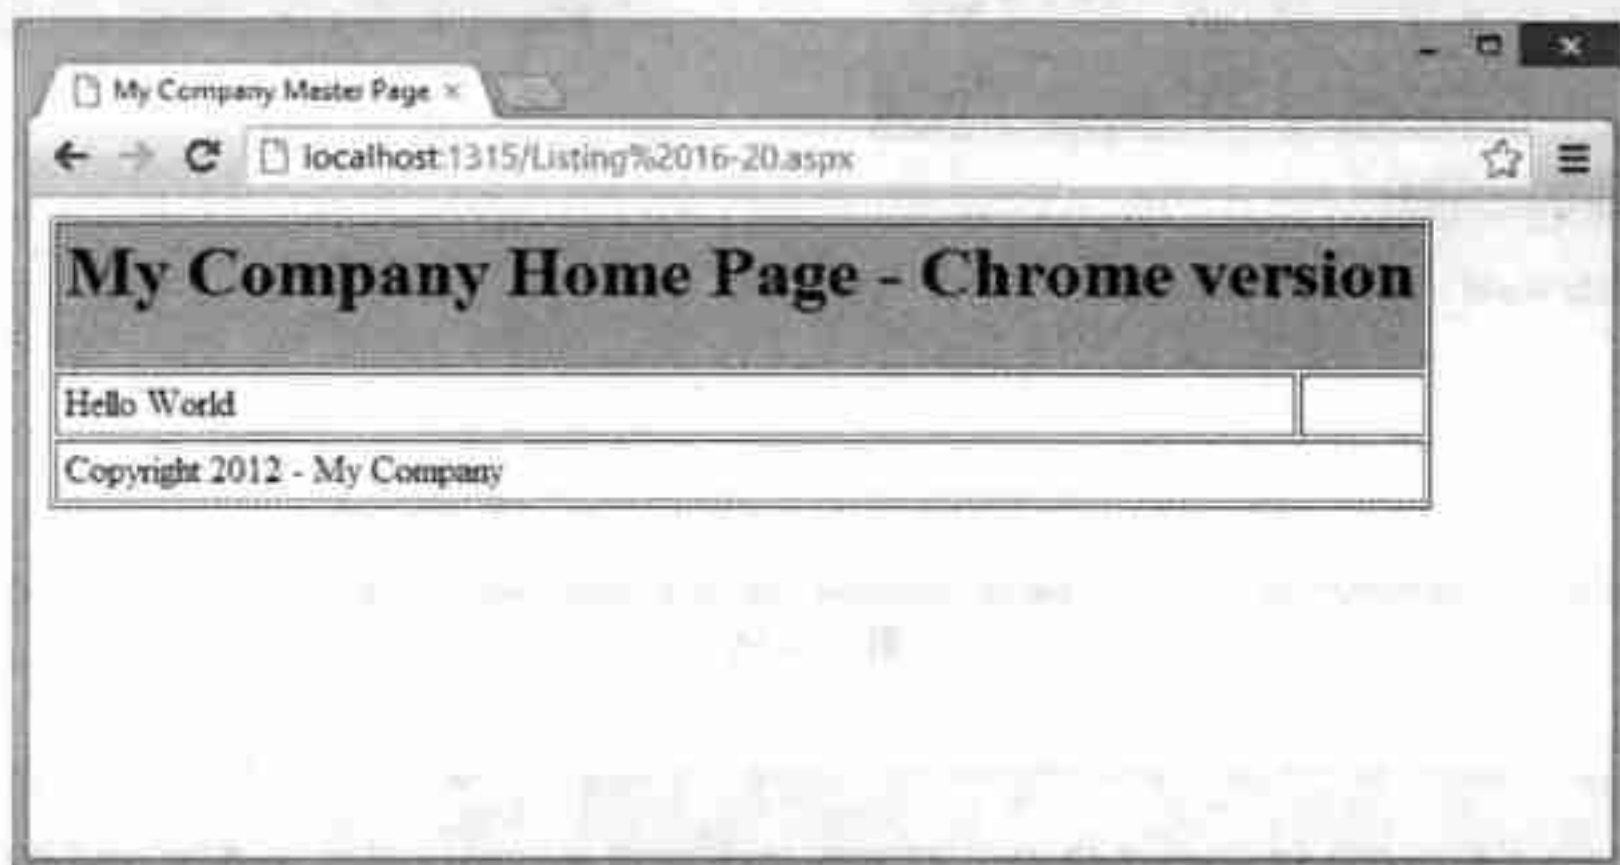 My Company Master Page ×
localhost:1315/Listing%2016-20.aspx
My Company Home Page - Chrome version
Hello World
Copyright 2012 - My Company